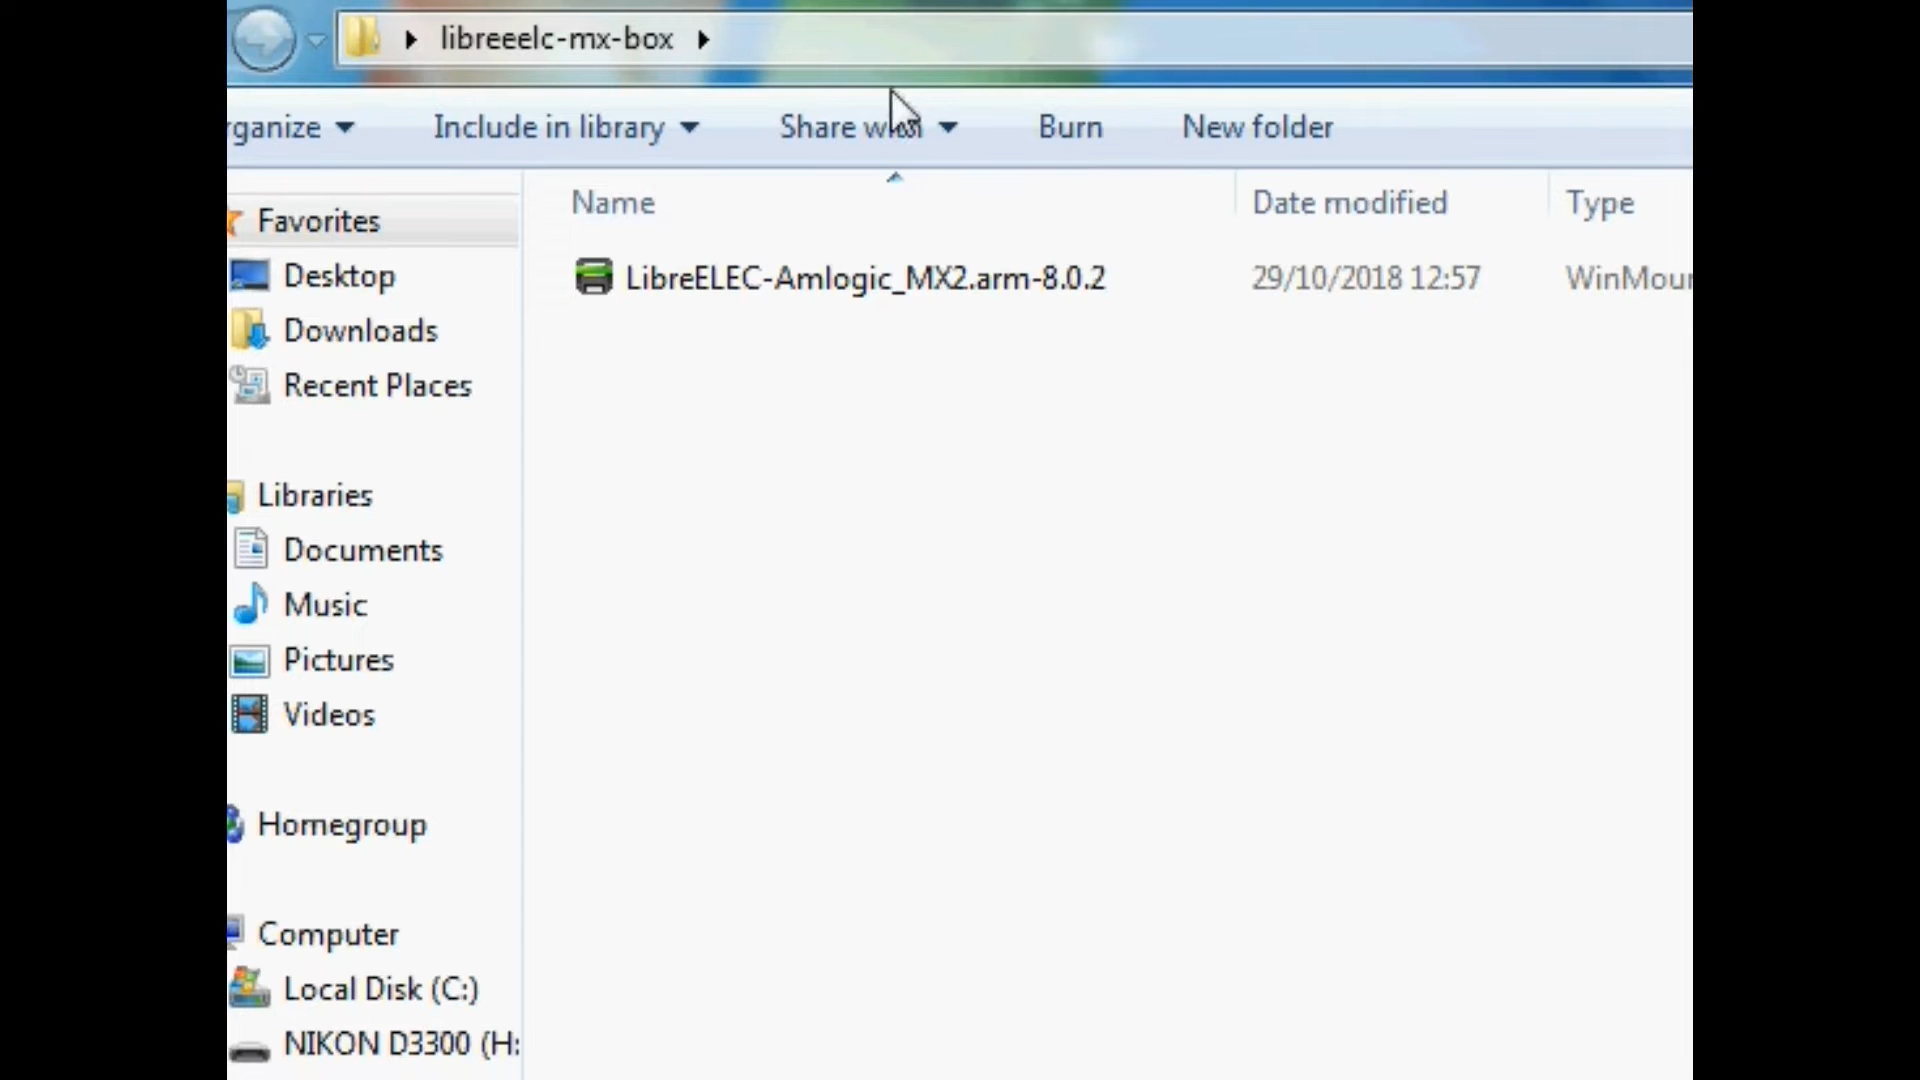 libreeelc-mx-box
rganize Include in library Share with Burn New folder
Name Date modified Type
LibreELEC-Amlogic_MX2.arm-8.0.2 29/10/2018 12:57 WinMour
Favorites
Desktop
Downloads
Recent Places
Libraries
Documents
Music
Pictures
Videos
Homegroup
Computer
Local Disk (C:)
NIKON D3300 (H: